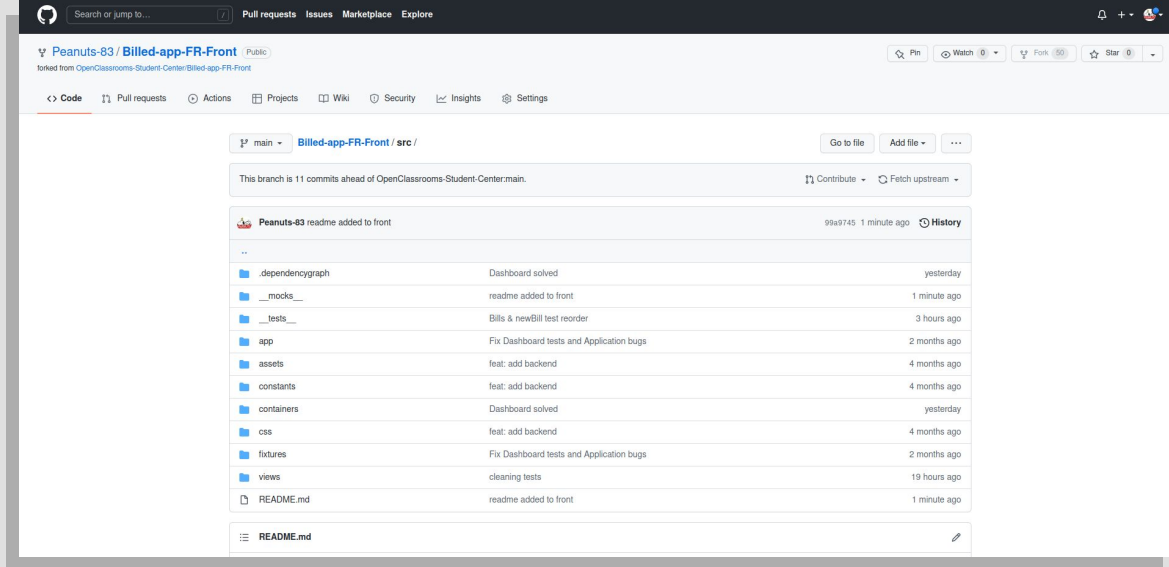 Search or jump to... / Pull requests Issues Marketplace Explore
Peanuts-83 / Billed-app-FR-Front Public Pin Watch 0 Fork 50 Star 0
forked from OpenClassrooms-Student-Center/Billed-app-FR-Front
<> Code Pull requests Actions Projects Wiki Security Insights Settings
main Billed-app-FR-Front / src / Go to file Add file ...
This branch is 11 commits ahead of OpenClassrooms-Student-Center:main. Contribute Fetch upstream
Peanuts-83 readme added to front 99a9745 1 minute ago History
..
.dependencygraph Dashboard solved yesterday
__mocks__ readme added to front 1 minute ago
__tests__ Bills & newBill test reorder 3 hours ago
app Fix Dashboard tests and Application bugs 2 months ago
assets feat: add backend 4 months ago
constants feat: add backend 4 months ago
containers Dashboard solved yesterday
css feat: add backend 4 months ago
fixtures Fix Dashboard tests and Application bugs 2 months ago
views cleaning tests 19 hours ago
README.md readme added to front 1 minute ago
README.md